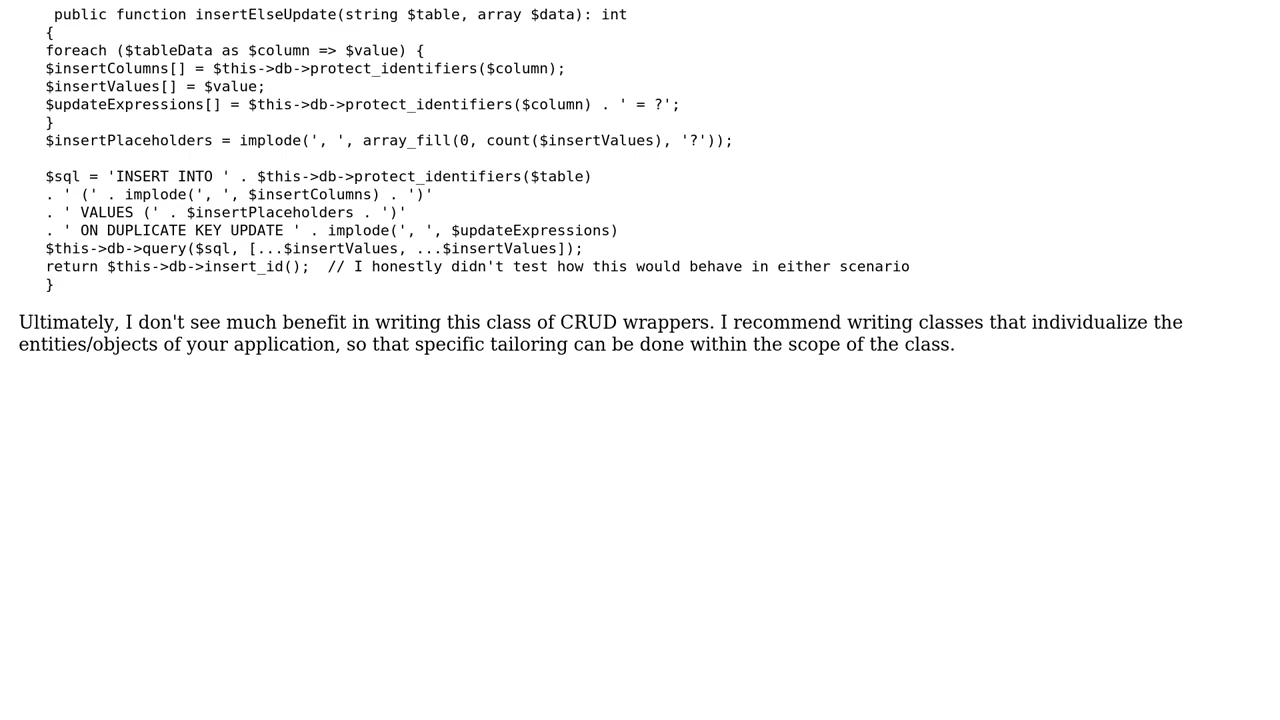 public function insertElseUpdate(string $table, array $data): int
{
foreach ($tableData as $column => $value) {
$insertColumns[] = $this->db->protect_identifiers($column);
$insertValues[] = $value;
$updateExpressions[] = $this->db->protect_identifiers($column) . ' = ?';
}
$insertPlaceholders = implode(', ', array_fill(0, count($insertValues), '?'));

$sql = 'INSERT INTO ' . $this->db->protect_identifiers($table)
. ' (' . implode(', ', $insertColumns) . ')'
. ' VALUES (' . $insertPlaceholders . ')'
. ' ON DUPLICATE KEY UPDATE ' . implode(', ', $updateExpressions)
$this->db->query($sql, [...$insertValues, ...$insertValues]);
return $this->db->insert_id();  // I honestly didn't test how this would behave in either scenario
}
Ultimately, I don't see much benefit in writing this class of CRUD wrappers. I recommend writing classes that individualize the
entities/objects of your application, so that specific tailoring can be done within the scope of the class.